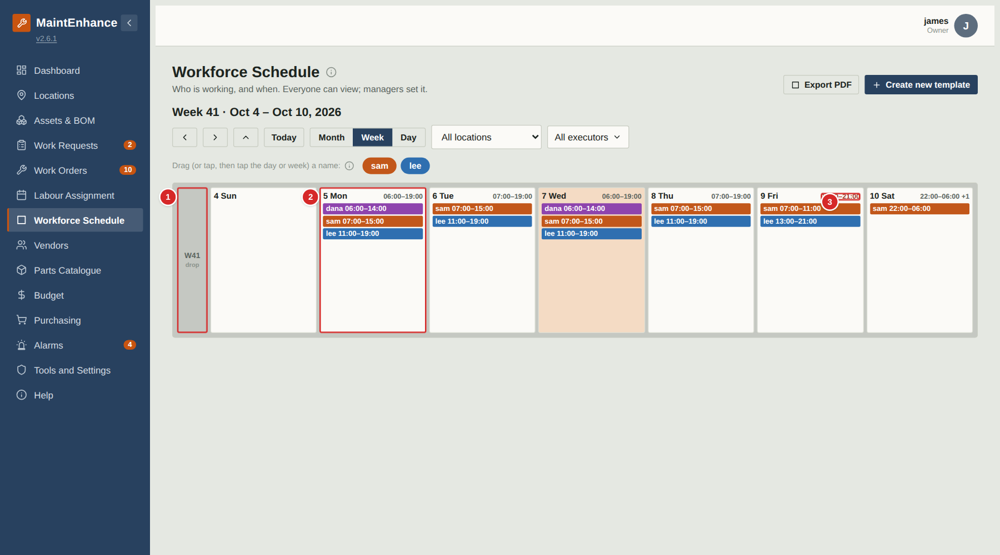 MaintEnhance
v2.6.1
Dashboard
Locations
Assets & BOM
Work Requests 2
Work Orders 10
Labour Assignment
Workforce Schedule
Vendors
Parts Catalogue
Budget
Purchasing
Alarms 4
Tools and Settings
Help
james
Owner
J
Workforce Schedule
Who is working, and when. Everyone can view; managers set it.
Export PDF
Create new template
Week 41 · Oct 4 – Oct 10, 2026
Today
Month Week Day
All locations
All executors
Drag (or tap, then tap the day or week) a name:
sam
lee
1
W41
drop
4 Sun
2
5 Mon 06:00–19:00
dana 06:00–14:00
sam 07:00–15:00
lee 11:00–19:00
6 Tue 07:00–19:00
sam 07:00–15:00
lee 11:00–19:00
7 Wed 06:00–19:00
dana 06:00–14:00
sam 07:00–15:00
lee 11:00–19:00
8 Thu 07:00–19:00
sam 07:00–15:00
lee 11:00–19:00
9 Fri –21:00
3
sam 07:00–11:00
lee 13:00–21:00
10 Sat 22:00–06:00 +1
sam 22:00–06:00